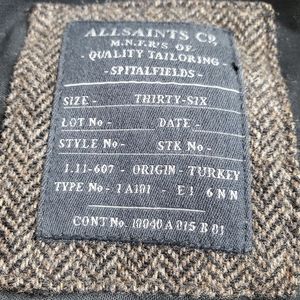 ALLSAINTS Co.
M.N.F.R'S OF.
- QUALITY TAILORING -
- SPITALFIELDS -
SIZE - THIRTY-SIX
LOT No - DATE -
STYLE No - STK No -
1.11-607 - ORIGIN - TURKEY
TYPE No - 1A101 - E1 6NN
CONT No. 10040 A 015 B 01